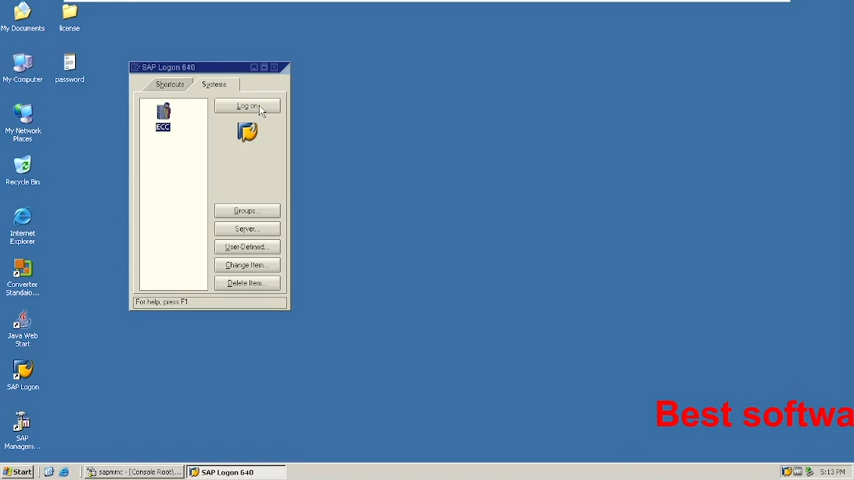 My Documents
license
My Computer
password
My Network
Places
Recycle Bin
Internet
Explorer
Converter
Standalo...
Java Web
Start
SAP Logon
SAP
Managem...
SAP Logon 640
Shortcuts
Systems
ECC
Log on
Groups...
Server...
User-Defined...
Change Item...
Delete Item...
For help, press F1
Best softwa
Start
sapmmc - [Console Root\...
SAP Logon 640
5:13 PM